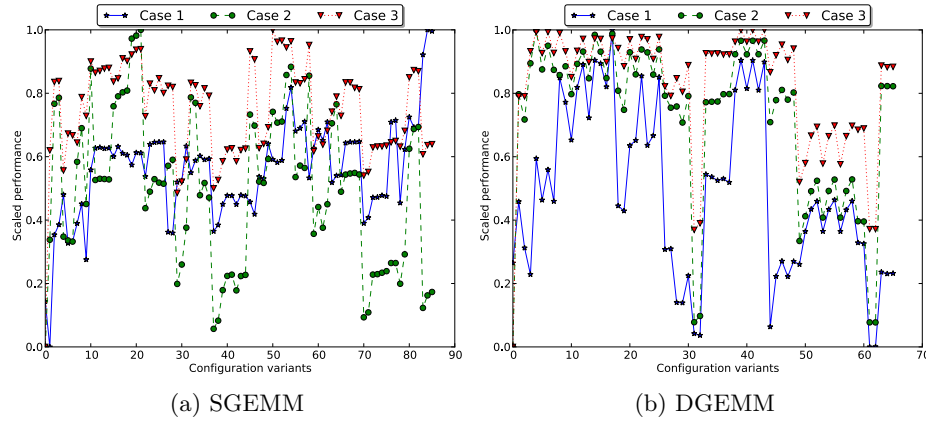 Case 1 Case 2 Case 3
1.0
0.8
0.6
0.4
0.2
0.0
Scaled performance
0 10 20 30 40 50 60 70 80 90
Configuration variants
(a) SGEMM
Case 1 Case 2 Case 3
1.0
0.8
0.6
0.4
0.2
0.0
Scaled performance
0 10 20 30 40 50 60 70
Configuration variants
(b) DGEMM